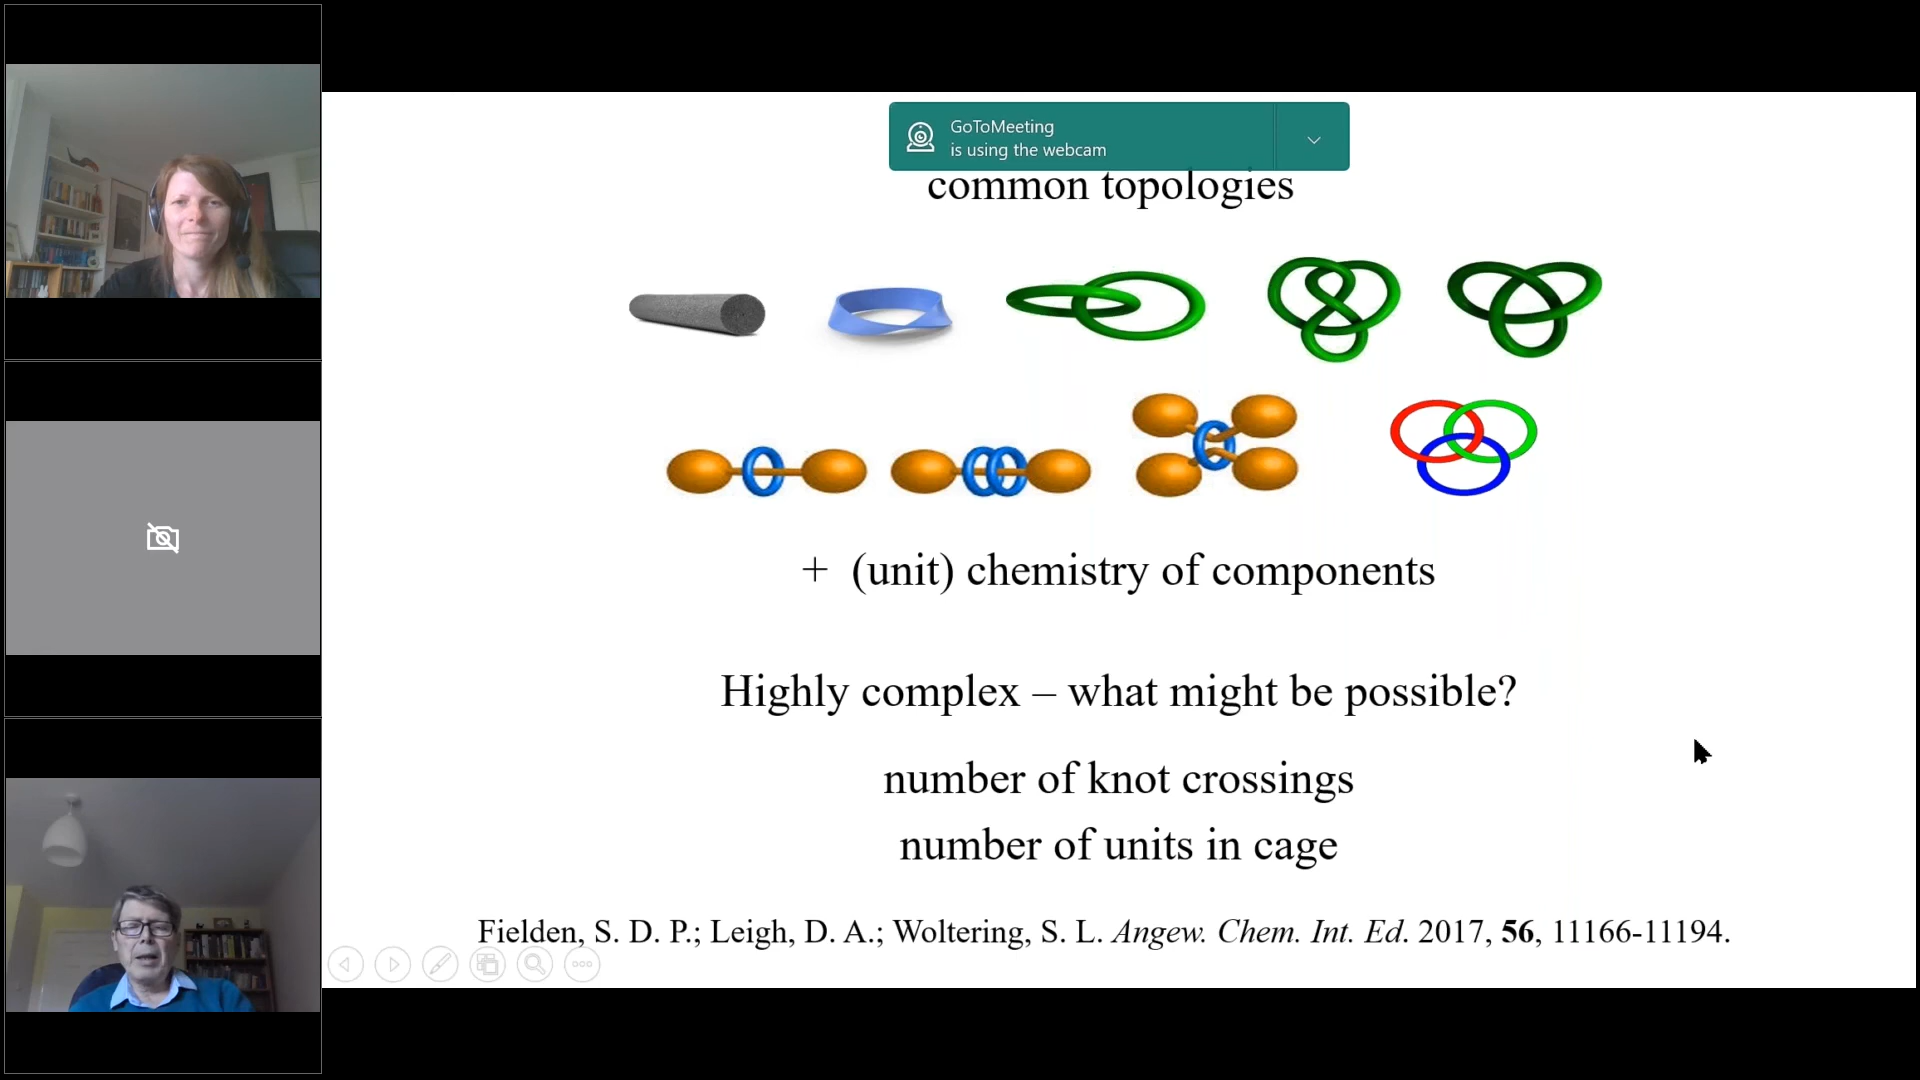 GoToMeeting
is using the webcam
common topologies
+ (unit) chemistry of components
Highly complex – what might be possible?
number of knot crossings
number of units in cage
Fielden, S. D. P.; Leigh, D. A.; Woltering, S. L. Angew. Chem. Int. Ed. 2017, 56, 11166-11194.